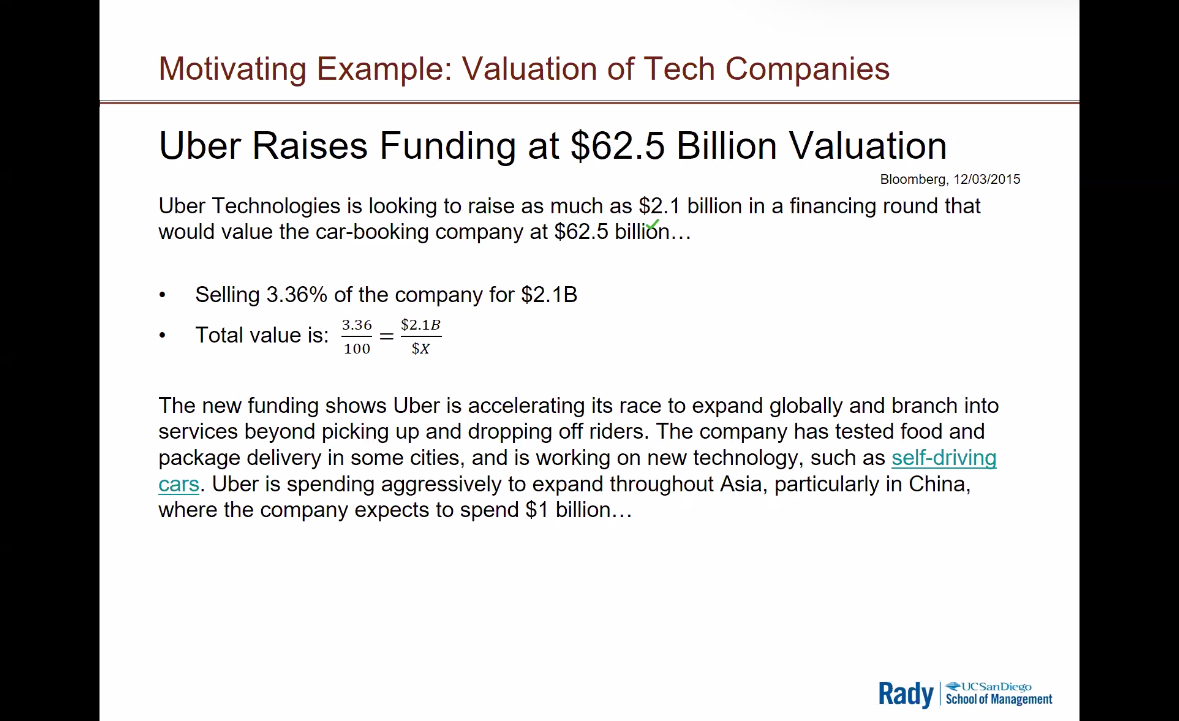 Motivating Example: Valuation of Tech Companies
Uber Raises Funding at $62.5 Billion Valuation
Bloomberg, 12/03/2015
Uber Technologies is looking to raise as much as $2.1 billion in a financing round that
would value the car-booking company at $62.5 billion…
• Selling 3.36% of the company for $2.1B
• Total value is: 3.36/100 = $2.1B/$X
The new funding shows Uber is accelerating its race to expand globally and branch into
services beyond picking up and dropping off riders. The company has tested food and
package delivery in some cities, and is working on new technology, such as self-driving
cars. Uber is spending aggressively to expand throughout Asia, particularly in China,
where the company expects to spend $1 billion…
Rady
UC San Diego
School of Management